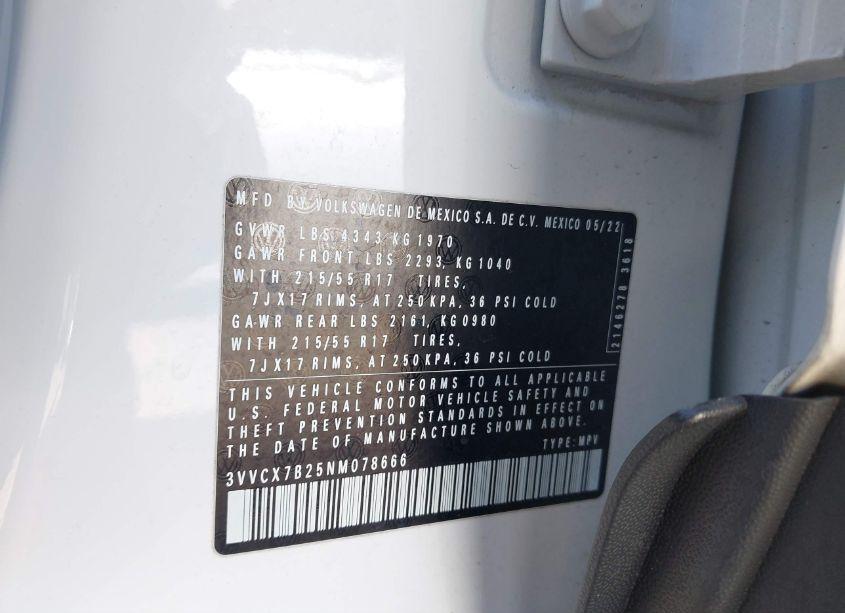 MFD BY VOLKSWAGEN DE MEXICO S.A. DE C.V. MEXICO 05/22
GVWR LBS 4343 KG 1970
GAWR FRONT LBS 2293, KG 1040
WITH 215/55 R17 TIRES,
7JX17 RIMS, AT 250 KPA, 36 PSI COLD
GAWR REAR LBS 2161, KG 0980
WITH 215/55 R17 TIRES,
7JX17 RIMS, AT 250 KPA, 36 PSI COLD
THIS VEHICLE CONFORMS TO ALL APPLICABLE
U.S. FEDERAL MOTOR VEHICLE SAFETY AND
THEFT PREVENTION STANDARDS IN EFFECT ON
THE DATE OF MANUFACTURE SHOWN ABOVE.
TYPE: MPV
3VVCX7B25NM078666
2146278 3618